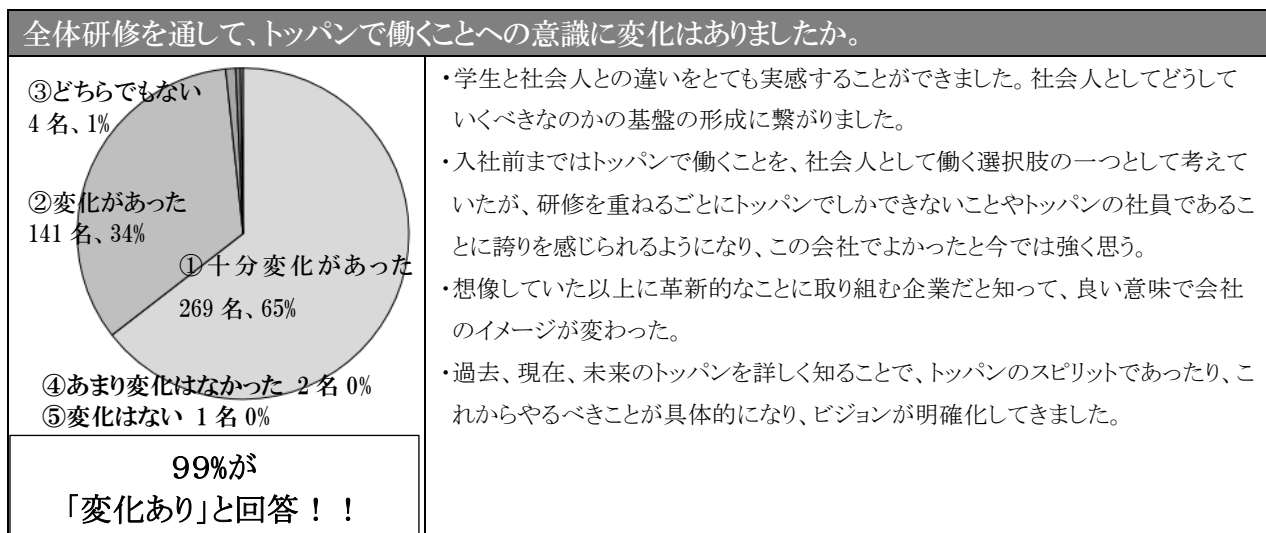 全体研修を通して、トッパンで働くことへの意識に変化はありましたか。
③どちらでもない
4 名、1%
②変化があった
141 名、34%
①十分変化があった
269 名、65%
④あまり変化はなかった 2 名 0%
⑤変化はない 1 名 0%
99%が
「変化あり」と回答！！
・学生と社会人との違いをとても実感することができました。社会人としてどうして
いくべきなのかの基盤の形成に繋がりました。
・入社前まではトッパンで働くことを、社会人として働く選択肢の一つとして考えて
いたが、研修を重ねるごとにトッパンでしかできないことやトッパンの社員であるこ
とに誇りを感じられるようになり、この会社でよかったと今では強く思う。
・想像していた以上に革新的なことに取り組む企業だと知って、良い意味で会社
のイメージが変わった。
・過去、現在、未来のトッパンを詳しく知ることで、トッパンのスピリットであったり、こ
れからやるべきことが具体的になり、ビジョンが明確化してきました。